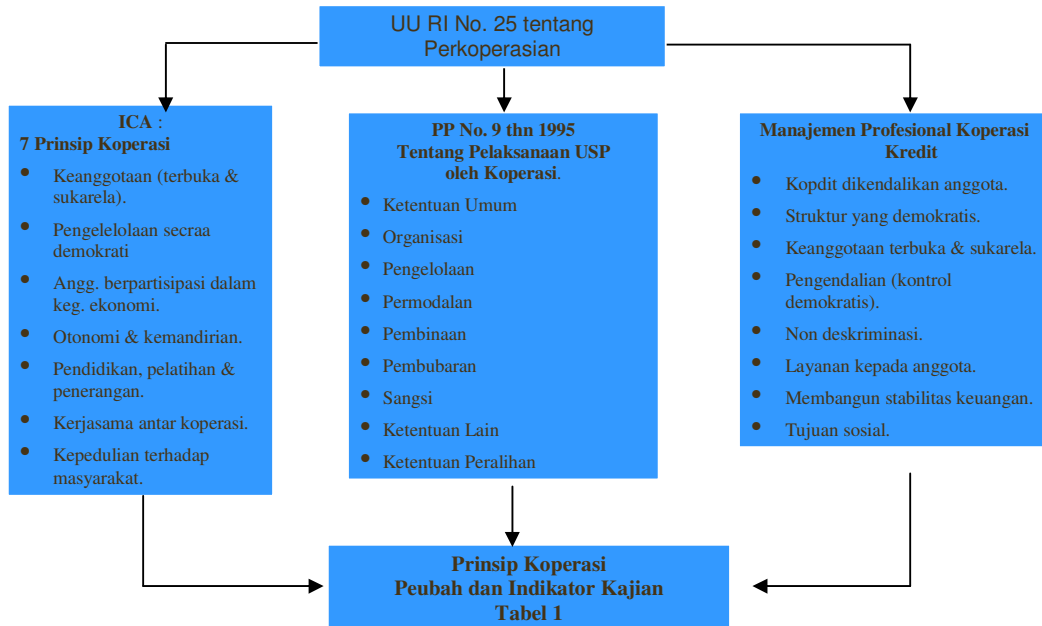 UU RI No. 25 tentang
Perkoperasian
ICA :
7 Prinsip Koperasi
• Keanggotaan (terbuka &
sukarela).
• Pengelelolaan secraa
demokrati
• Angg. berpartisipasi dalam
keg. ekonomi.
• Otonomi & kemandirian.
• Pendidikan, pelatihan &
penerangan.
• Kerjasama antar koperasi.
• Kepedulian terhadap
masyarakat.
PP No. 9 thn 1995
Tentang Pelaksanaan USP
oleh Koperasi.
• Ketentuan Umum
• Organisasi
• Pengelolaan
• Permodalan
• Pembinaan
• Pembubaran
• Sangsi
• Ketentuan Lain
• Ketentuan Peralihan
Manajemen Profesional Koperasi
Kredit
• Kopdit dikendalikan anggota.
• Struktur yang demokratis.
• Keanggotaan terbuka & sukarela.
• Pengendalian (kontrol
demokratis).
• Non deskriminasi.
• Layanan kepada anggota.
• Membangun stabilitas keuangan.
• Tujuan sosial.
Prinsip Koperasi
Peubah dan Indikator Kajian
Tabel 1